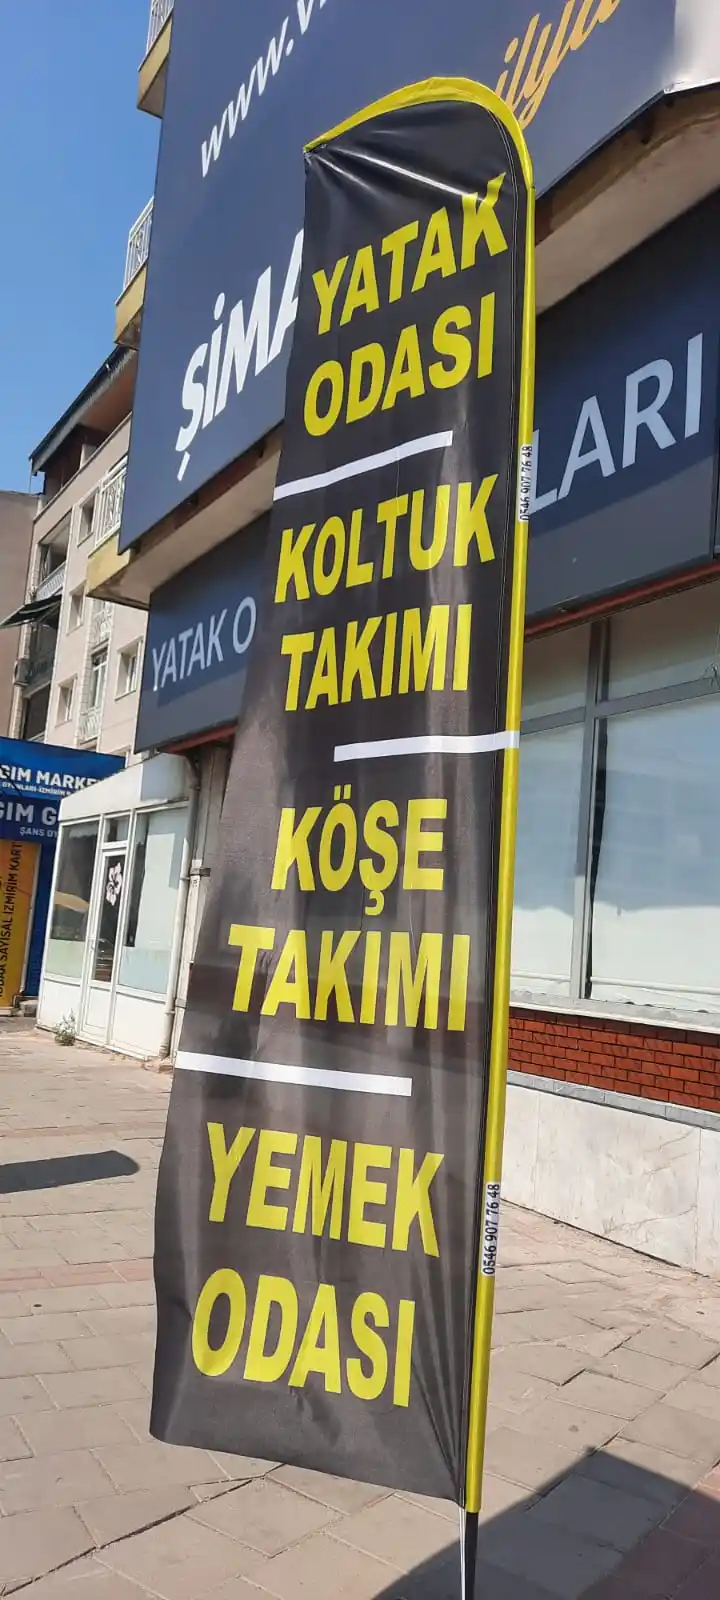 www.
ŞİMA
YATAK
ODASI
KOLTUK
TAKIMI
KÖŞE
TAKIMI
YEMEK
ODASI
0546 907 76 48
0546 907 76 48
YATAK O
LARI
ŞANS